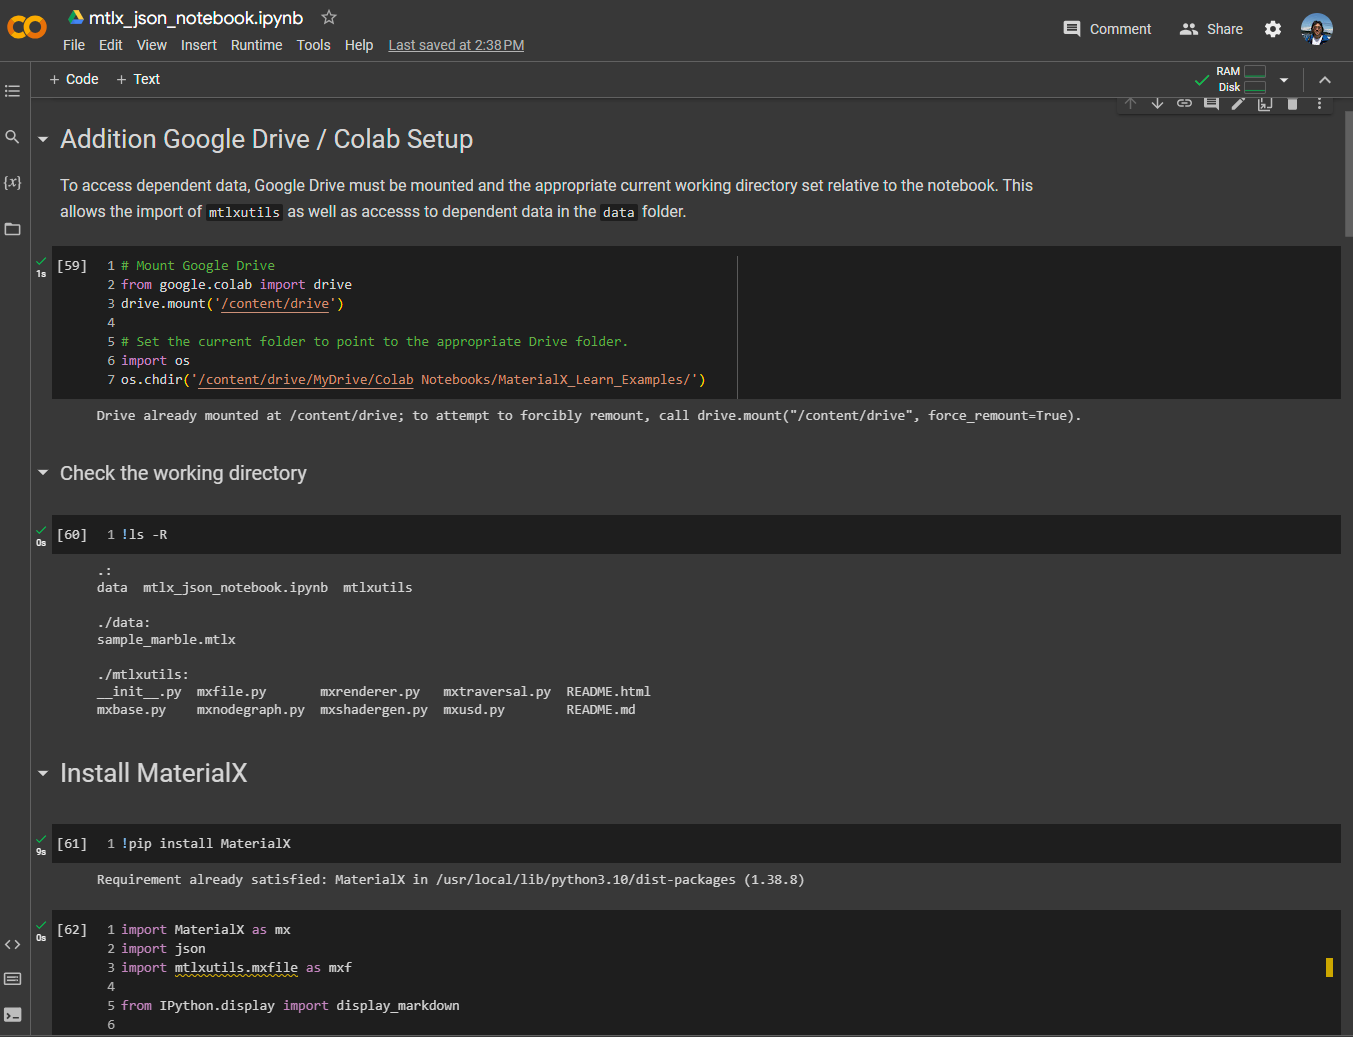 mtlx_json_notebook.ipynb
File Edit View Insert Runtime Tools Help Last saved at 2:38 PM
Comment Share
+ Code + Text
RAM
Disk
Addition Google Drive / Colab Setup
To access dependent data, Google Drive must be mounted and the appropriate current working directory set relative to the notebook. This
allows the import of mtlxutils as well as accesss to dependent data in the data folder.
1s
[59]
1 # Mount Google Drive
2 from google.colab import drive
3 drive.mount('/content/drive')
4
5 # Set the current folder to point to the appropriate Drive folder.
6 import os
7 os.chdir('/content/drive/MyDrive/Colab Notebooks/MaterialX_Learn_Examples/')
Drive already mounted at /content/drive; to attempt to forcibly remount, call drive.mount("/content/drive", force_remount=True).
Check the working directory
0s
[60] 1 !ls -R
.:
data mtlx_json_notebook.ipynb mtlxutils
./data:
sample_marble.mtlx
./mtlxutils:
__init__.py mxfile.py mxrenderer.py mxtraversal.py README.html
mxbase.py mxnodegraph.py mxshadergen.py mxusd.py README.md
Install MaterialX
9s
[61] 1 !pip install MaterialX
Requirement already satisfied: MaterialX in /usr/local/lib/python3.10/dist-packages (1.38.8)
0s
[62]
1 import MaterialX as mx
2 import json
3 import mtlxutils.mxfile as mxf
4
5 from IPython.display import display_markdown
6